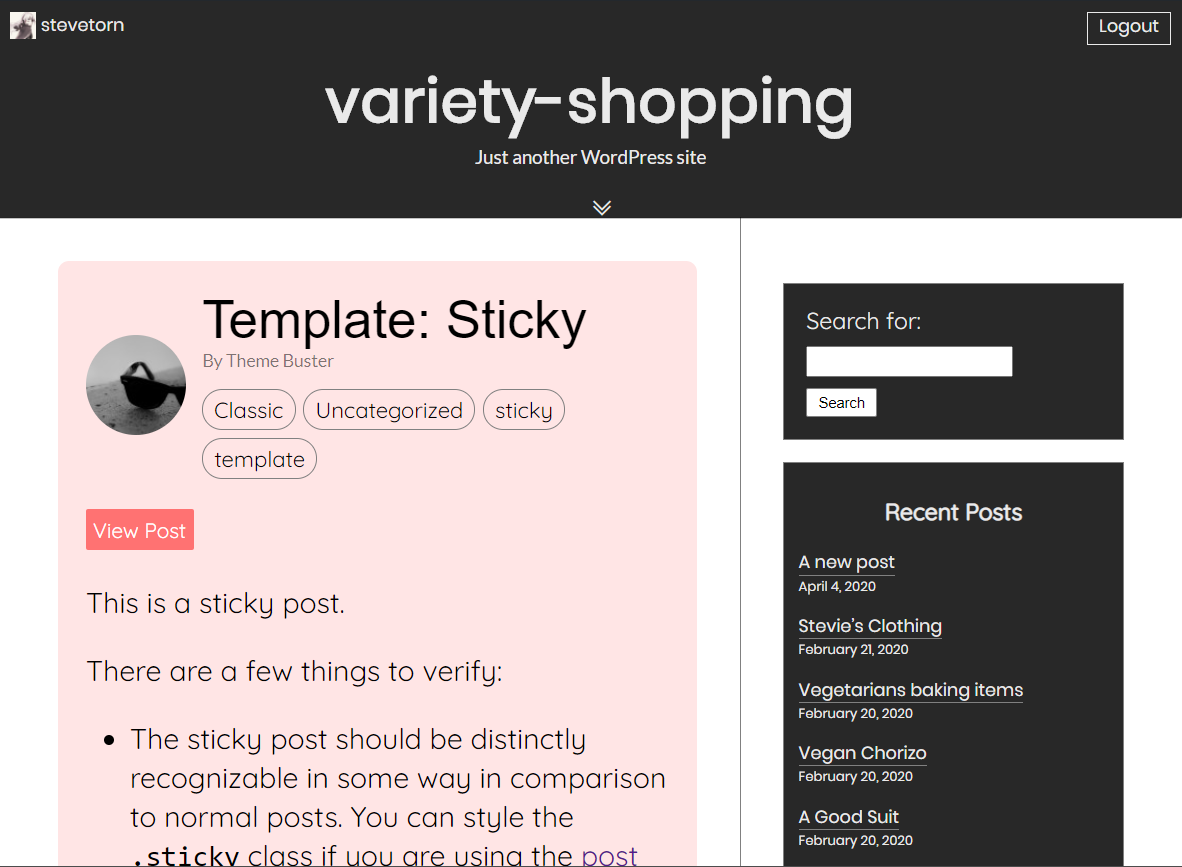 stevetorn
Logout
variety-shopping
Just another WordPress site
Template: Sticky
By Theme Buster
Classic
Uncategorized
sticky
template
View Post
This is a sticky post.
There are a few things to verify:
The sticky post should be distinctly
recognizable in some way in comparison
to normal posts. You can style the
.sticky class if you are using the post
Search for:
Search
Recent Posts
A new post
April 4, 2020
Stevie’s Clothing
February 21, 2020
Vegetarians baking items
February 20, 2020
Vegan Chorizo
February 20, 2020
A Good Suit
February 20, 2020